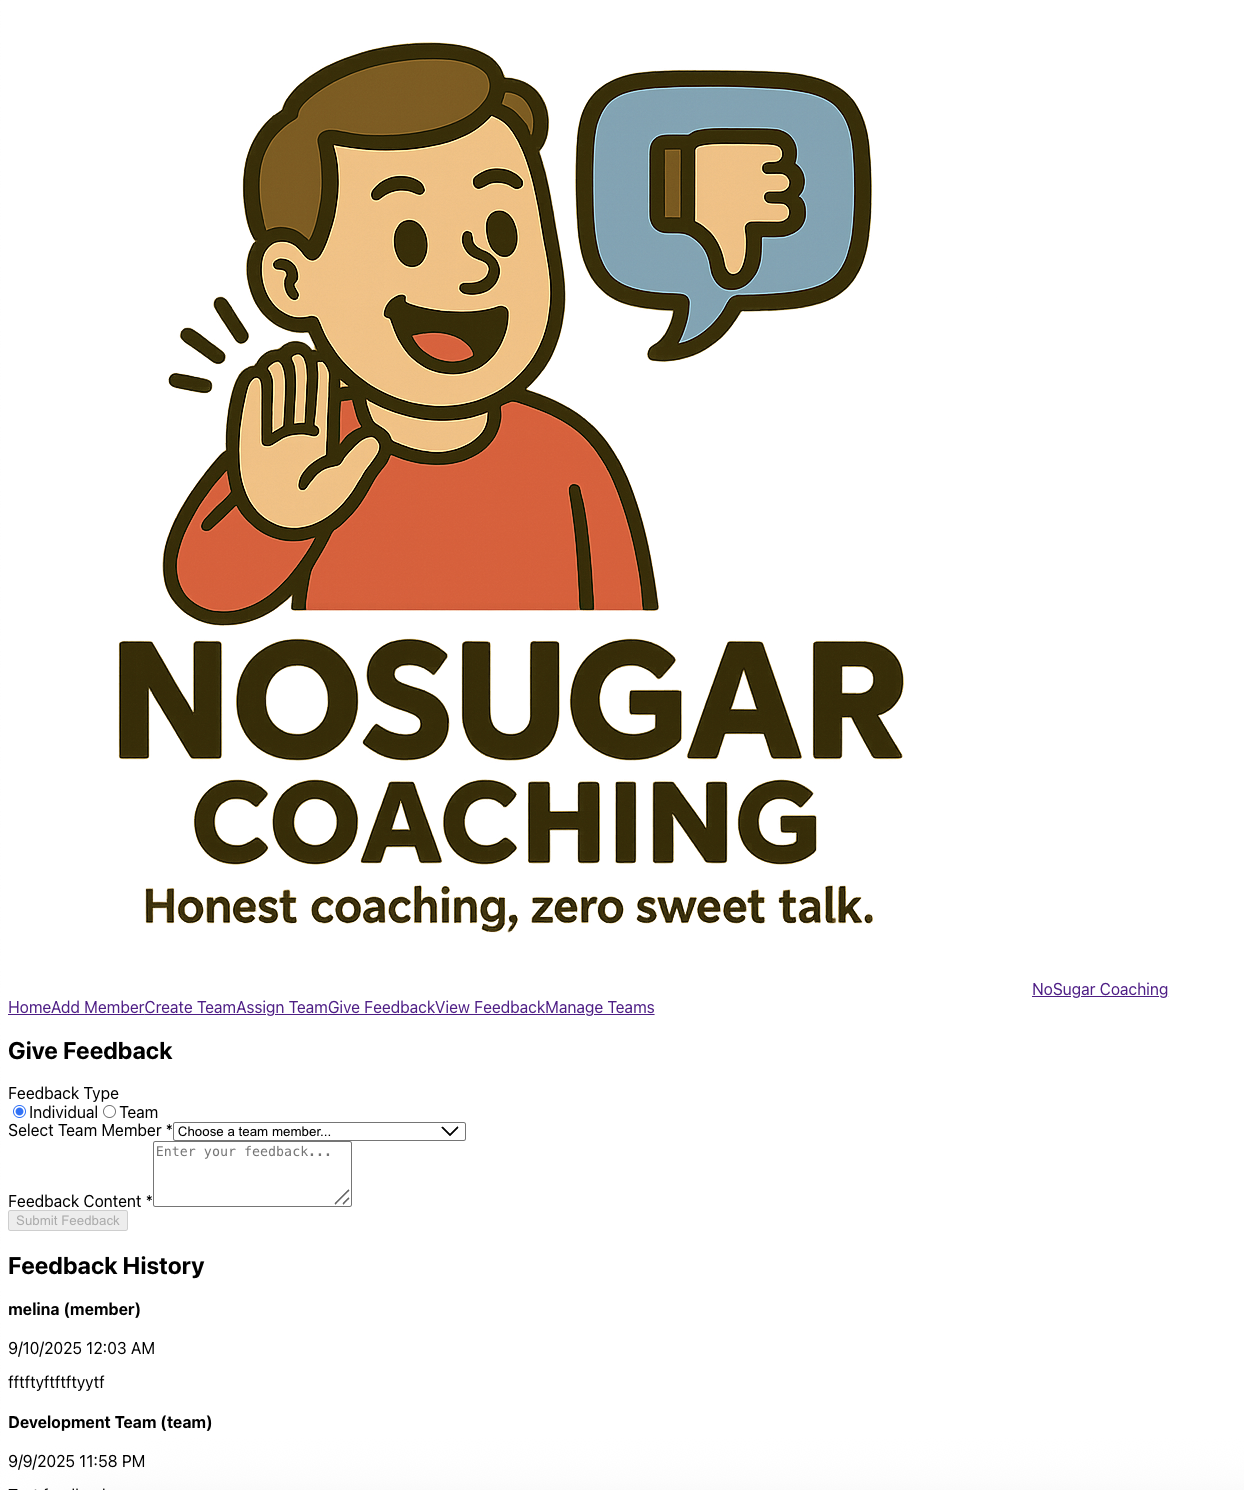 NOSUGAR
COACHING
Honest coaching, zero sweet talk.
NoSugar Coaching
HomeAdd MemberCreate TeamAssign TeamGive FeedbackView FeedbackManage Teams
Give Feedback
Feedback Type
Individual Team
Select Team Member * Choose a team member...
Enter your feedback...
Feedback Content *
Submit Feedback
Feedback History
melina (member)
9/10/2025 12:03 AM
fftftyftftftyytf
Development Team (team)
9/9/2025 11:58 PM